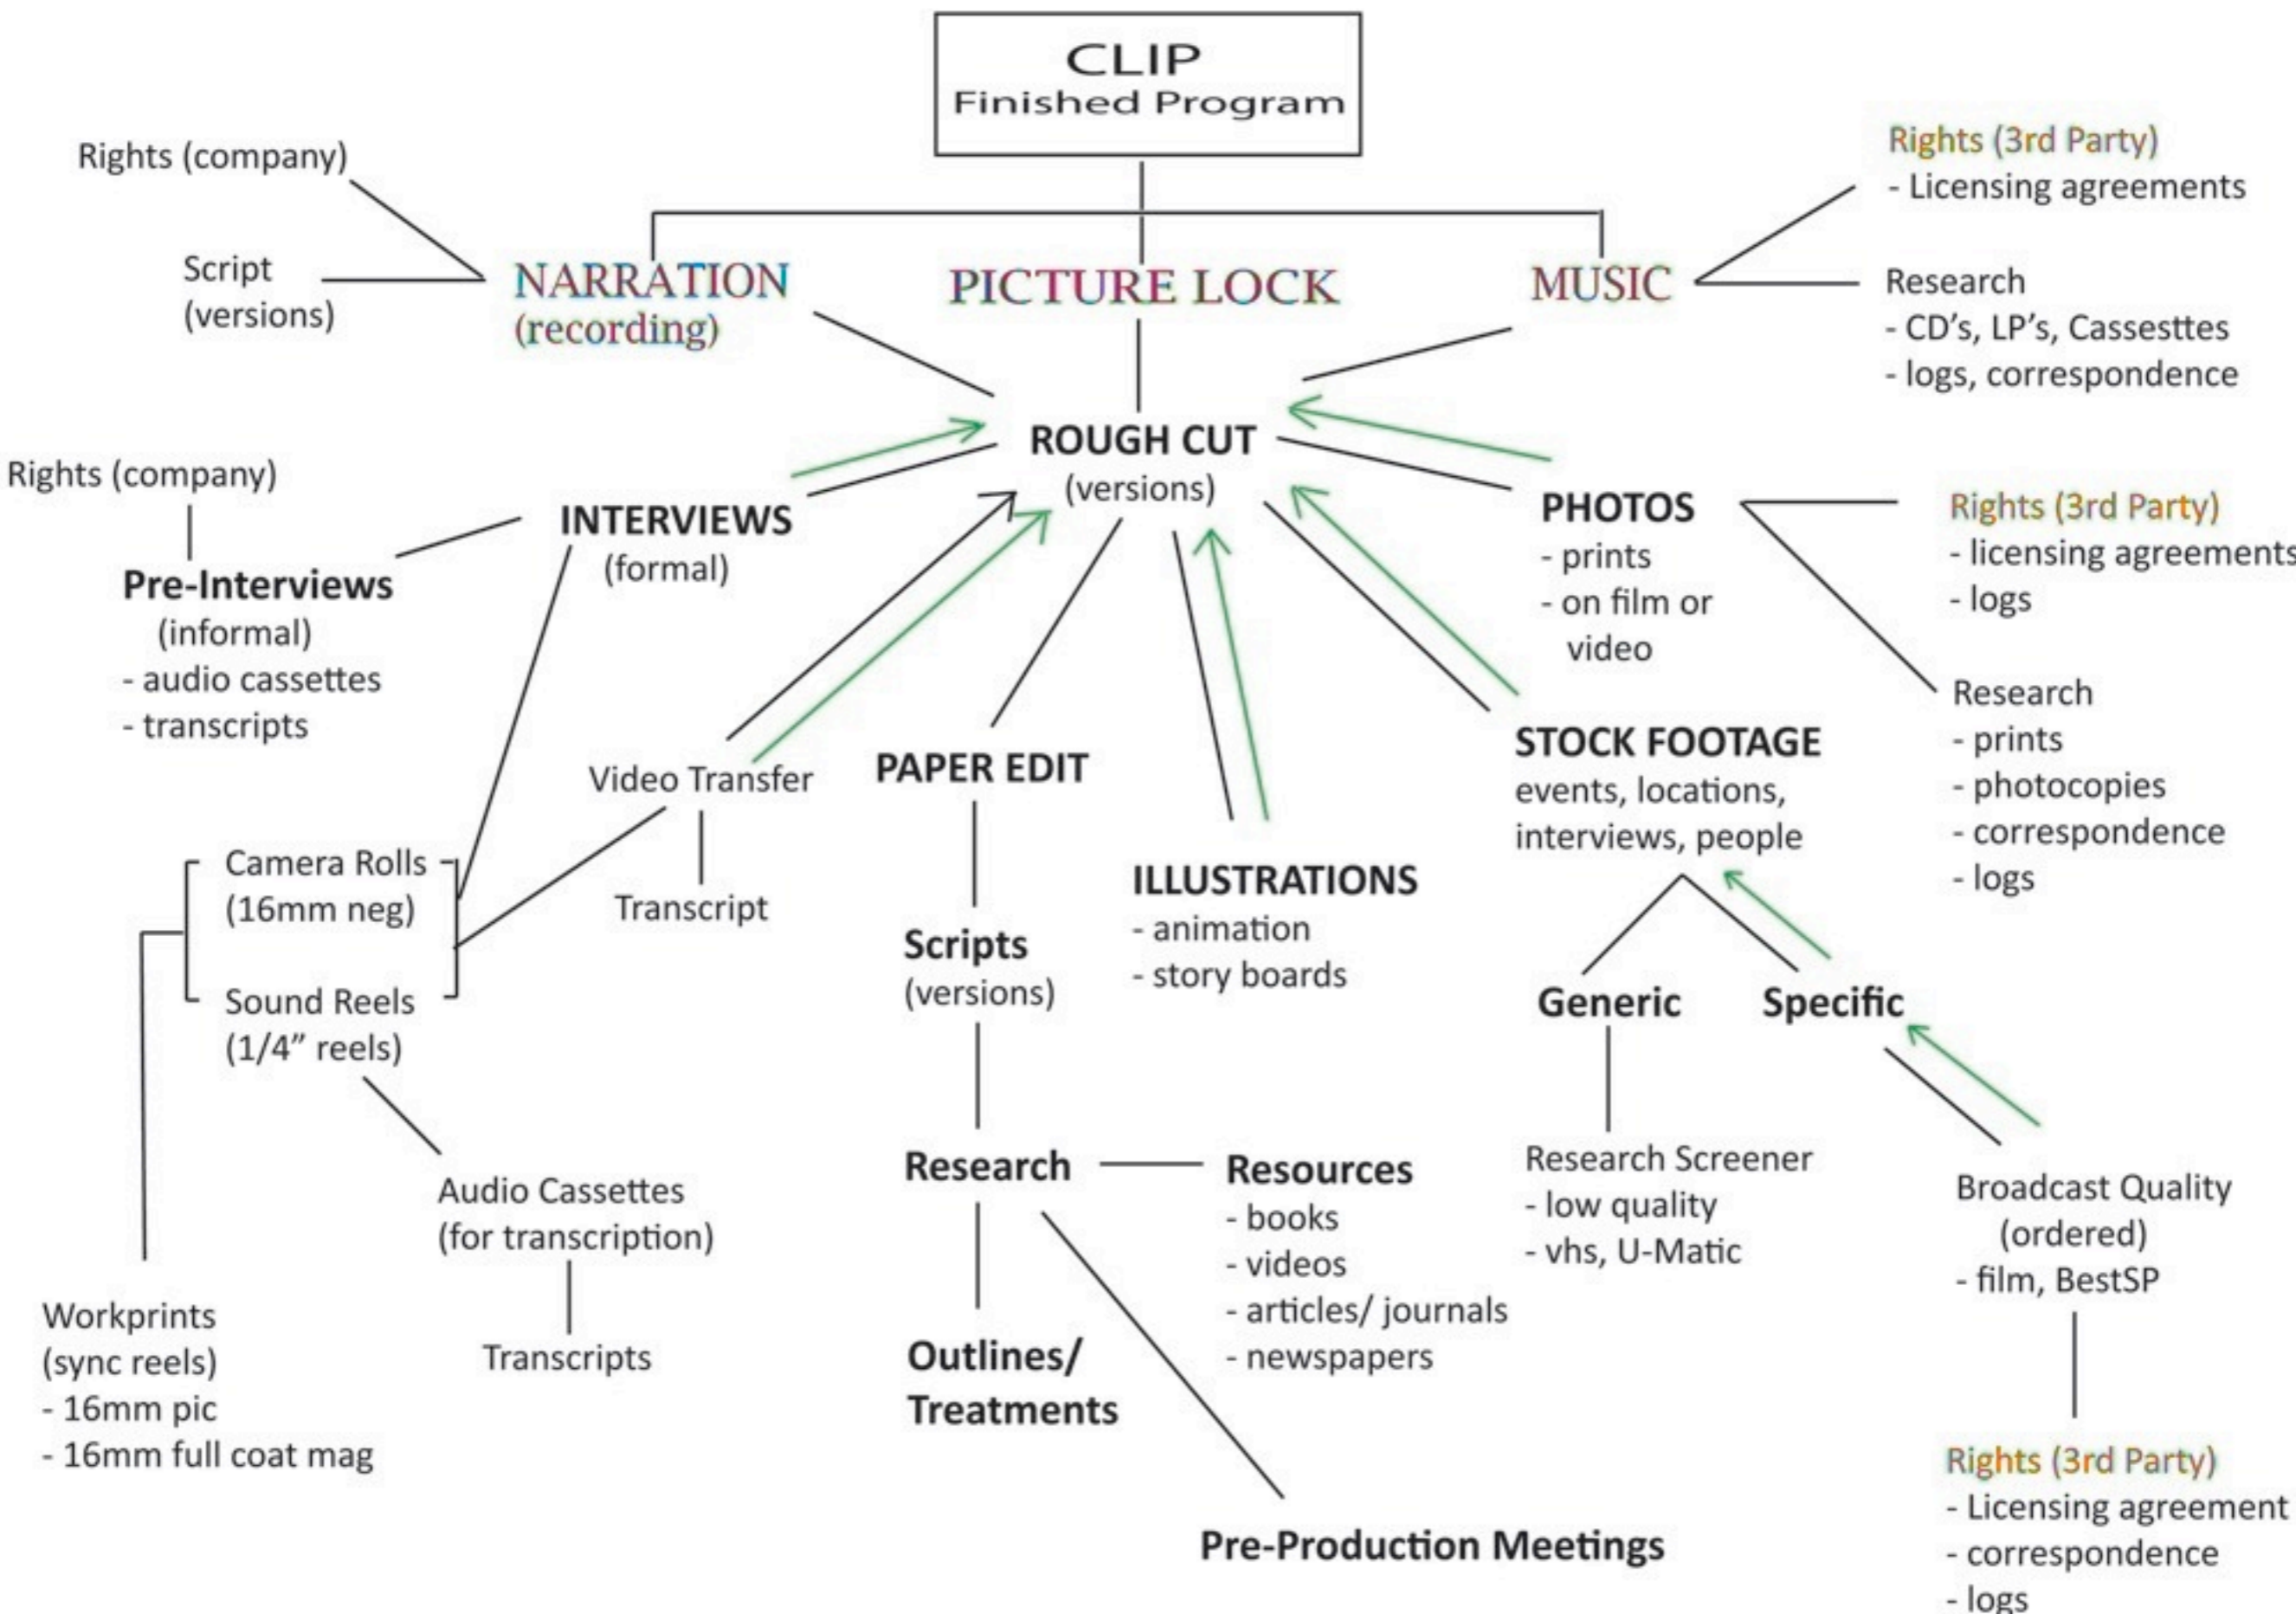 CLIP
Finished Program
Rights (company)
Script
(versions)
NARRATION
(recording)
PICTURE LOCK
MUSIC
Rights (3rd Party)
- Licensing agreements
Research
- CD's, LP's, Cassesttes
- logs, correspondence
ROUGH CUT
(versions)
Rights (company)
Pre-Interviews
(informal)
- audio cassettes
- transcripts
INTERVIEWS
(formal)
PHOTOS
- prints
- on film or
video
Rights (3rd Party)
- licensing agreements
- logs
Research
- prints
- photocopies
- correspondence
- logs
Video Transfer
Transcript
PAPER EDIT
Scripts
(versions)
ILLUSTRATIONS
- animation
- story boards
STOCK FOOTAGE
events, locations,
interviews, people
Generic
Specific
Camera Rolls
(16mm neg)
Sound Reels
(1/4" reels)
Audio Cassettes
(for transcription)
Transcripts
Workprints
(sync reels)
- 16mm pic
- 16mm full coat mag
Research
Resources
- books
- videos
- articles/ journals
- newspapers
Outlines/
Treatments
Pre-Production Meetings
Research Screener
- low quality
- vhs, U-Matic
Broadcast Quality
(ordered)
- film, BestSP
Rights (3rd Party)
- Licensing agreement
- correspondence
- logs